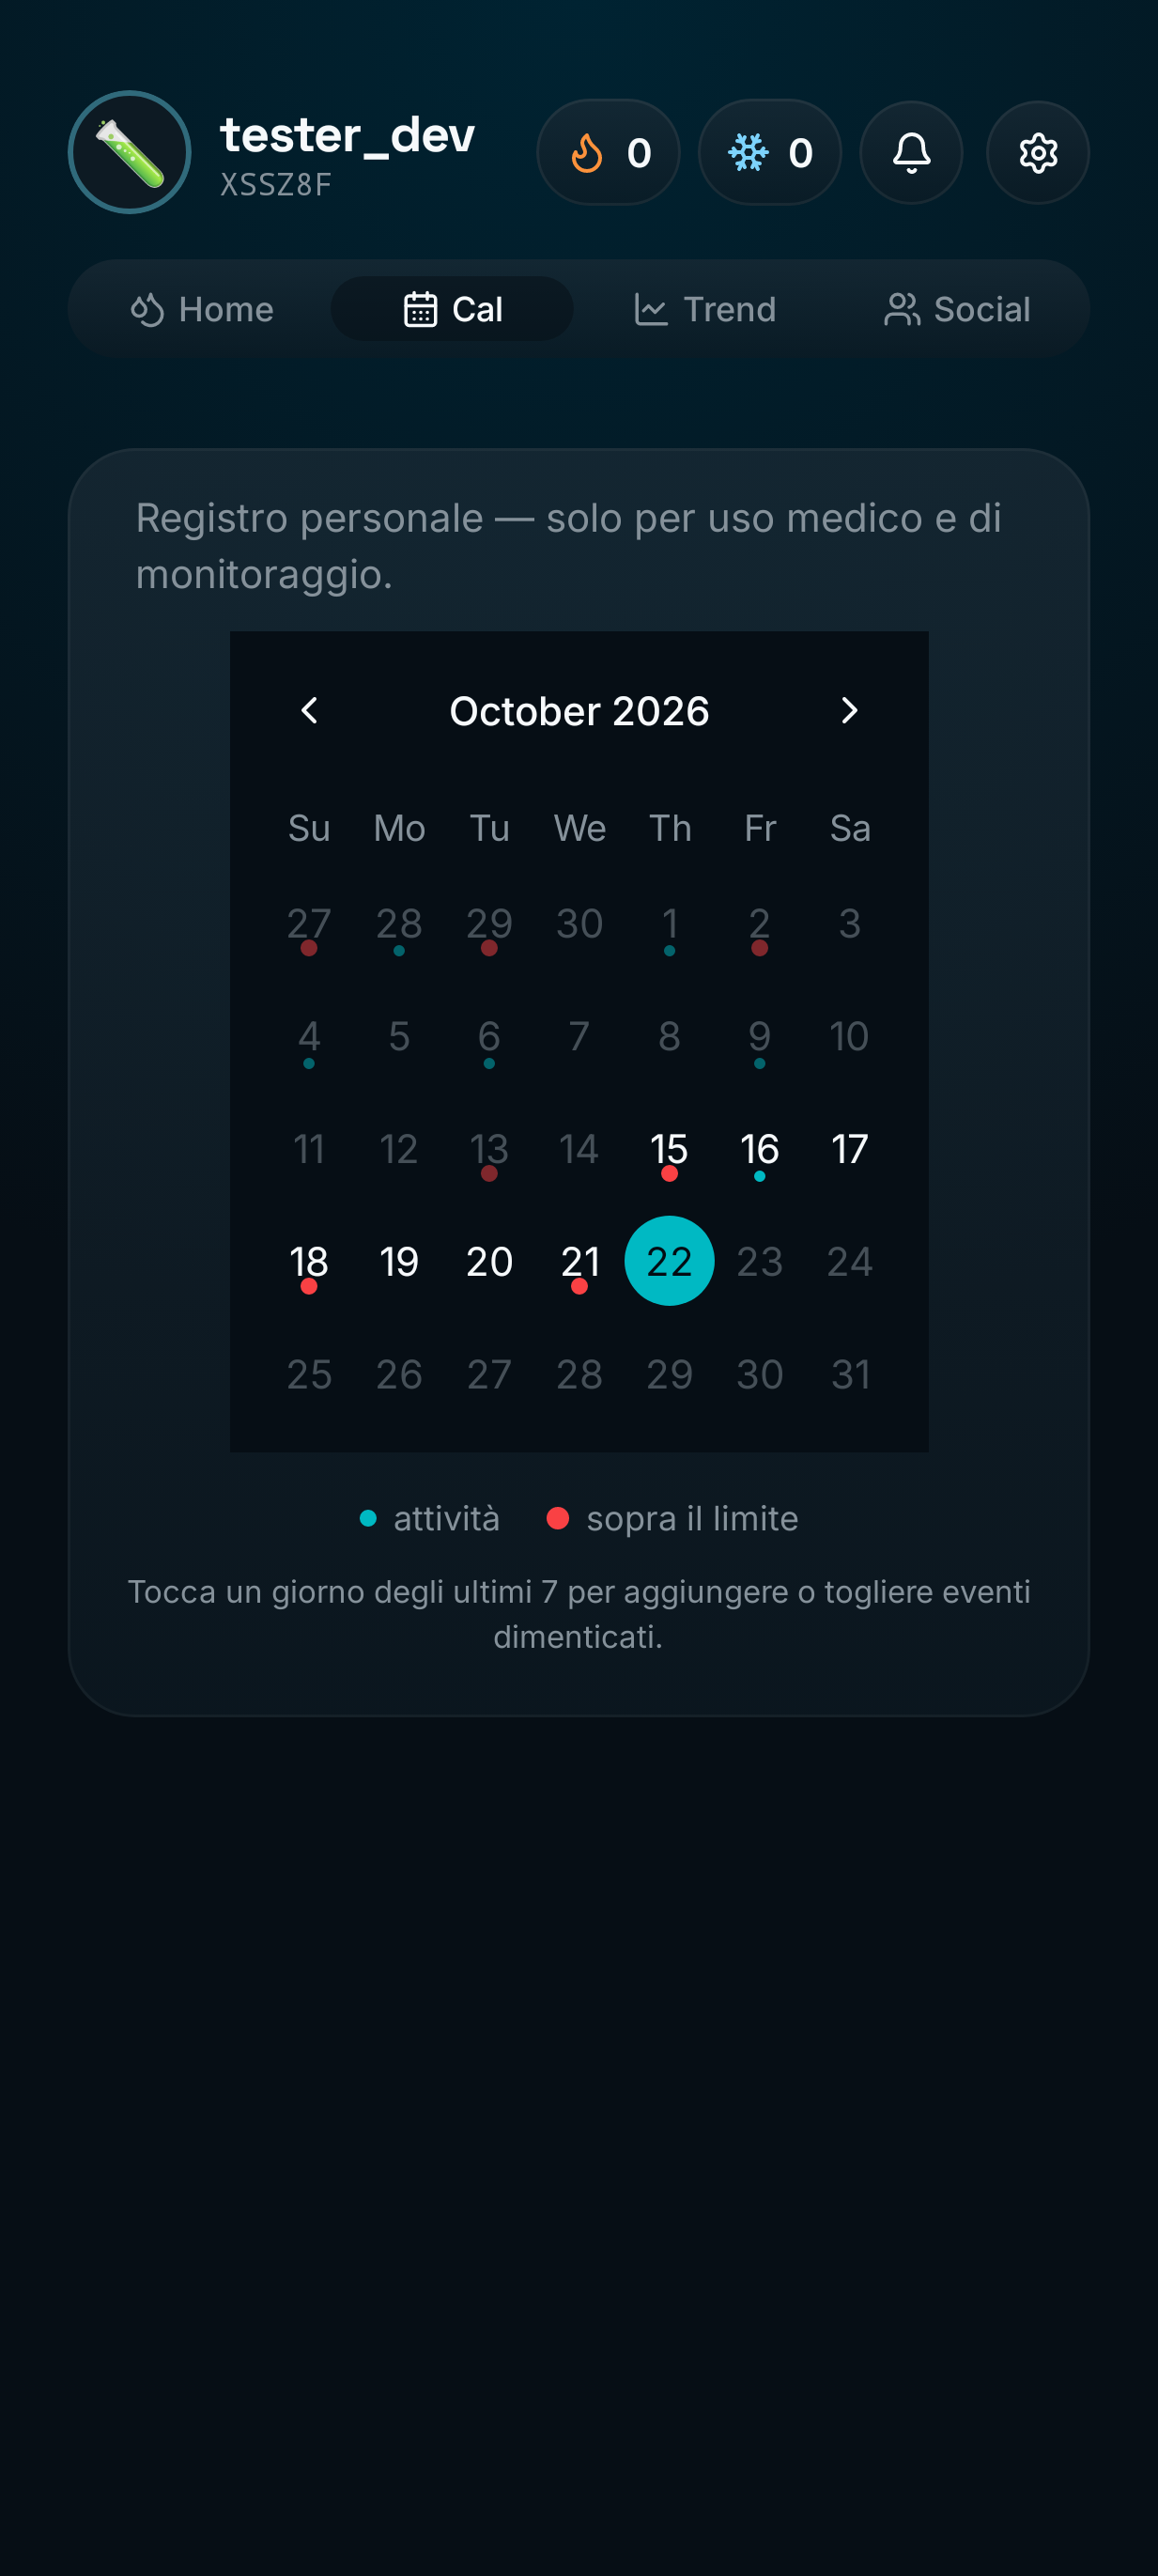 tester_dev
XSSZ8F
0
0
Home
Cal
Trend
Social
Registro personale — solo per uso medico e di
monitoraggio.
October 2026
Su Mo Tu We Th Fr Sa
27 28 29 30 1 2 3
4 5 6 7 8 9 10
11 12 13 14 15 16 17
18 19 20 21 22 23 24
25 26 27 28 29 30 31
attività sopra il limite
Tocca un giorno degli ultimi 7 per aggiungere o togliere eventi
dimenticati.